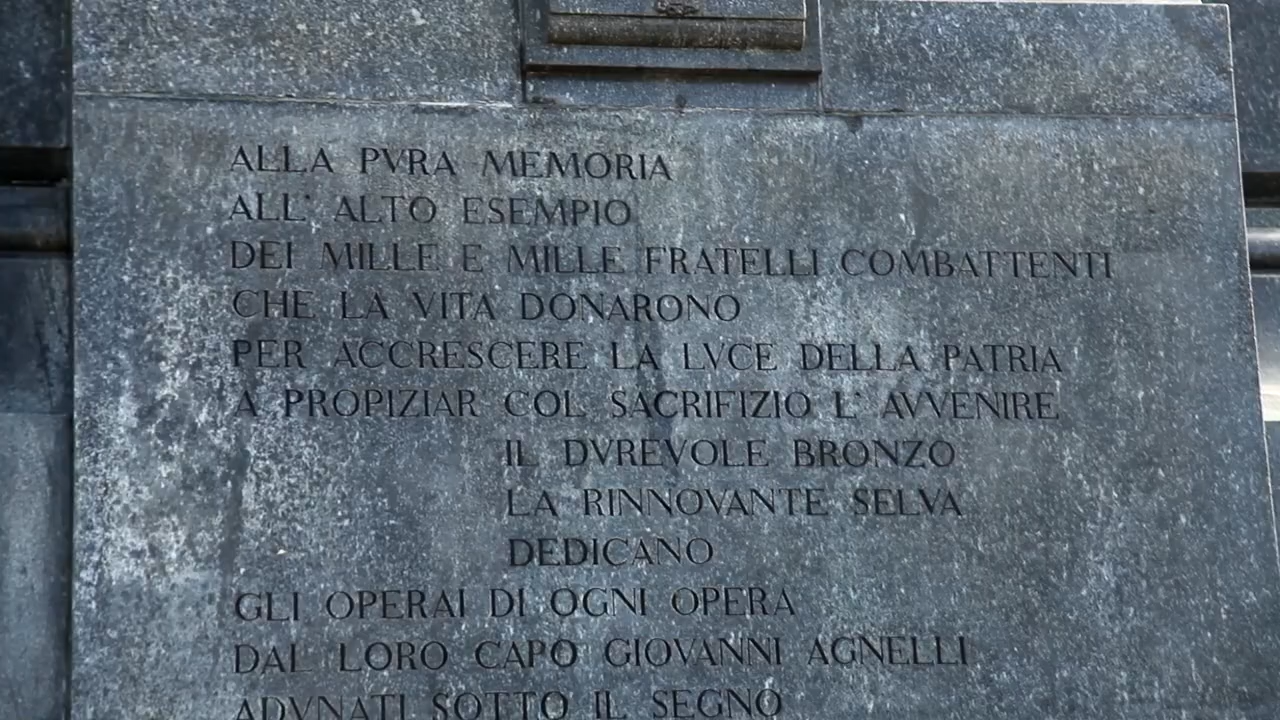 ALLA PVRA MEMORIA
ALL' ALTO ESEMPIO
DEI MILLE E MILLE FRATELLI COMBATTENTI
CHE LA VITA DONARONO
PER ACCRESCERE LA LVCE DELLA PATRIA
A PROPIZIAR COL SACRIFIZIO L' AVVENIRE
IL DVREVOLE BRONZO
LA RINNOVANTE SELVA
DEDICANO
GLI OPERAI DI OGNI OPERA
DAL LORO CAPO GIOVANNI AGNELLI
ADVNATI SOTTO IL SEGNO